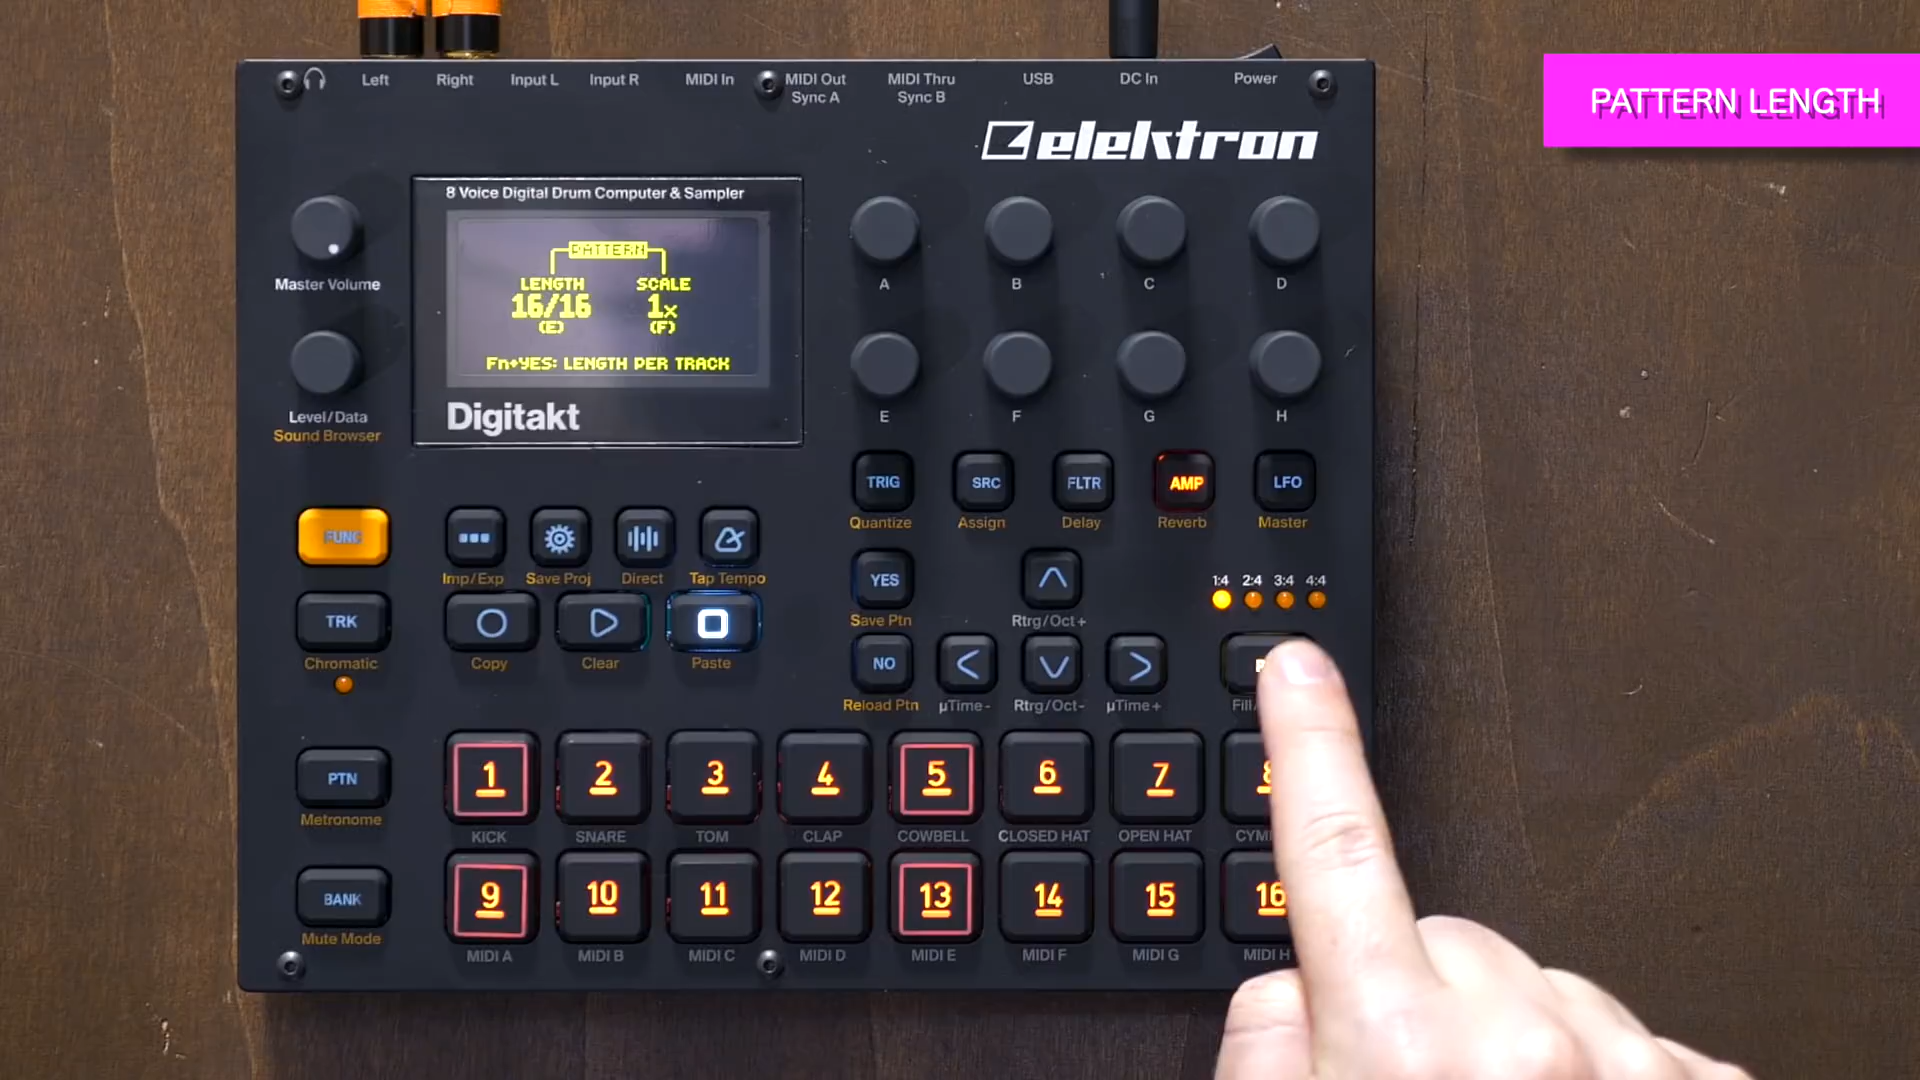 PATTERN LENGTH
Left Right Input L Input R MIDI In MIDI Out MIDI Thru USB DC In Power
Sync A Sync B
elektron
8 Voice Digital Drum Computer & Sampler
PATTERN
LENGTH SCALE
16/16 1x
(E) (F)
Fn+YES: LENGTH PER TRACK
Digitakt
Master Volume
Level/Data
Sound Browser
A B C D
E F G H
TRIG SRC FLTR AMP LFO
Quantize Assign Delay Reverb Master
FUNC
Imp/Exp Save Proj Direct Tap Tempo
YES
Save Ptn
Rtrg/Oct+
1:4 2:4 3:4 4:4
TRK
Chromatic
Copy Clear Paste
NO
Reload Ptn µTime- Rtrg/Oct- µTime+
PTN
Metronome
1 2 3 4 5 6 7 8
KICK SNARE TOM CLAP COWBELL CLOSED HAT OPEN HAT
BANK
Mute Mode
9 10 11 12 13 14 15 16
MIDI A MIDI B MIDI C MIDI D MIDI E MIDI F MIDI G MIDI H